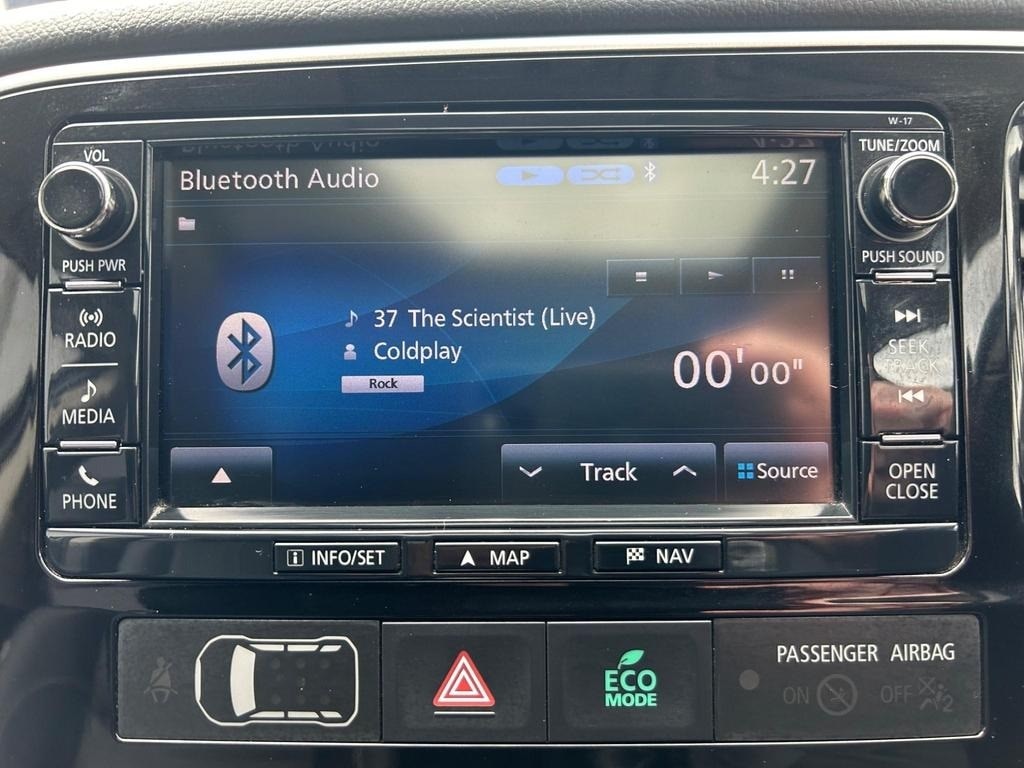 W-17
VOL
TUNE/ZOOM
Bluetooth Audio
4:27
PUSH PWR
PUSH SOUND
RADIO
37 The Scientist (Live)
Coldplay
00'00"
Rock
SEEK
TRACK
MEDIA
PHONE
Track
Source
OPEN
CLOSE
INFO/SET
MAP
NAV
PASSENGER AIRBAG
ECO
MODE
ON
OFF
2